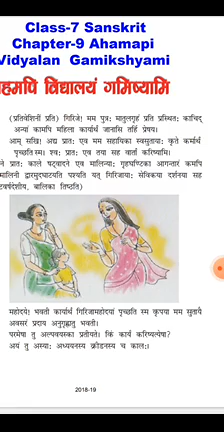 Class-7 Sanskrit
Chapter-9 Ahamapi
Vidyalan Gamikshyami
हमपि विद्यालयं गमिष्यामि
(प्रतिवेशिनीं प्रति) गिरिजे! मम पुत्रः मातुलगृहं प्रति प्रस्थितः काचिद्
अन्यां कामपि महिलां कार्यार्थं जानासि तर्हि प्रेषय।
आम् सखि! अद्य प्रातः एव मम सहायिका स्वसुतायाः कृते कर्मार्थं
पृच्छति स्म। श्वः प्रातः एव तया सह वार्तां करिष्यामि।
ने प्रातः काले षट्वादने एव मालिन्याः गृहघण्टिका आगन्तारं कमपि
मालिनी द्वारमुद्घाटयति पश्यति यत् गिरिजायाः सेविकया दर्शनया सह
टवर्षदेशीय, बालिका तिष्ठति)
महोदये! भवती कार्यार्थं गिरिजामहोदयां पृच्छति स्म कृपया मम सुतायै
अवसरं प्रदाय अनुगृह्णातु भवती।
परमेषा तु अल्पवयस्का प्रतीयते। किं कार्यं करिष्यत्येषा?
अयं तु अस्याः अध्ययनस्य क्रीडनस्य च कालः।
2018-19